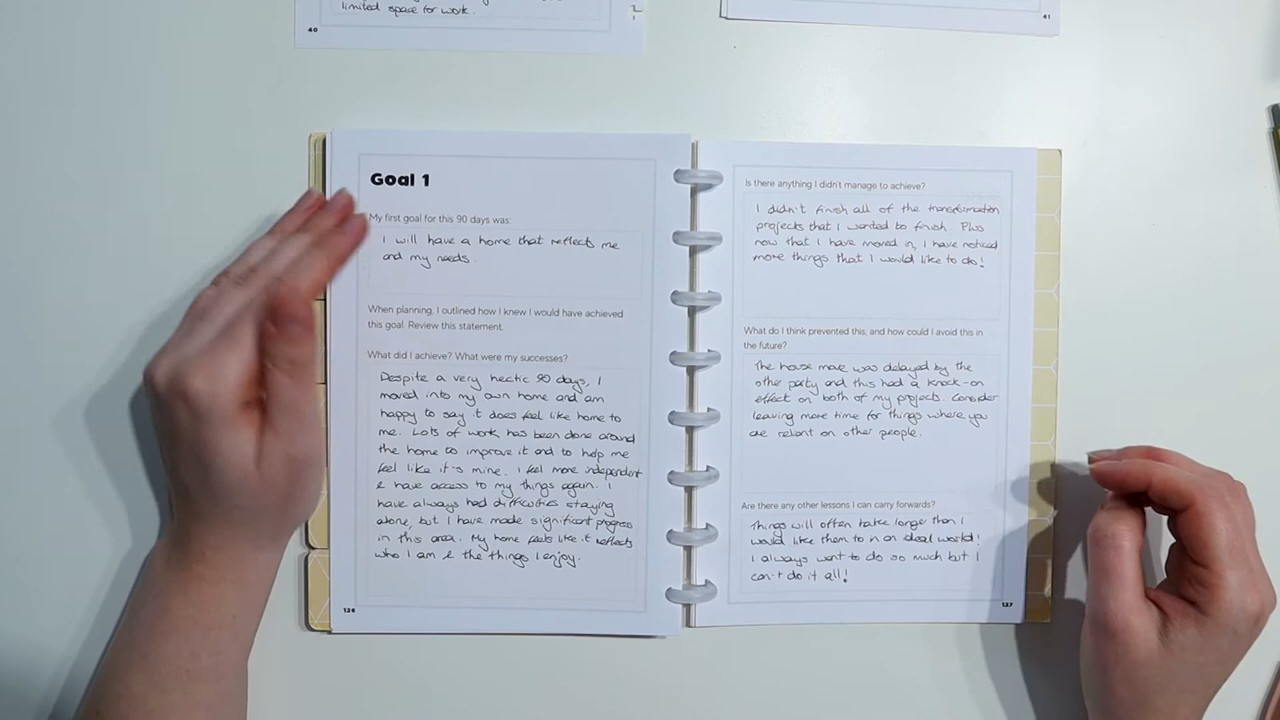 limited space for work.
40
41
Goal 1
My first goal for this 90 days was:
I will have a home that reflects me
and my needs.
When planning, I outlined how I knew I would have achieved
this goal. Review this statement.
What did I achieve? What were my successes?
Despite a very hectic 90 days, I
moved into my own home and am
happy to say it does feel like home to
me. Lots of work has been done around
the home to improve it and to help me
feel like it's mine. I feel more independent
& have access to my things again. I
have always had difficulties staying
alone, but I have made significant progress
in this area. My home feels like it reflects
who I am & the things I enjoy.
126
Is there anything I didn't manage to achieve?
I didn't finish all of the transformation
projects that I wanted to finish. Plus
now that I have moved in, I have noticed
more things that I would like to do!
What do I think prevented this, and how could I avoid this in
the future?
The house move was delayed by the
other party and this had a knock-on
effect on both of my projects. Consider
leaving more time for things where you
are reliant on other people.
Are there any other lessons I can carry forwards?
Things will often take longer than I
would like them to in an ideal world!
I always want to do so much but I
can't do it all!
127